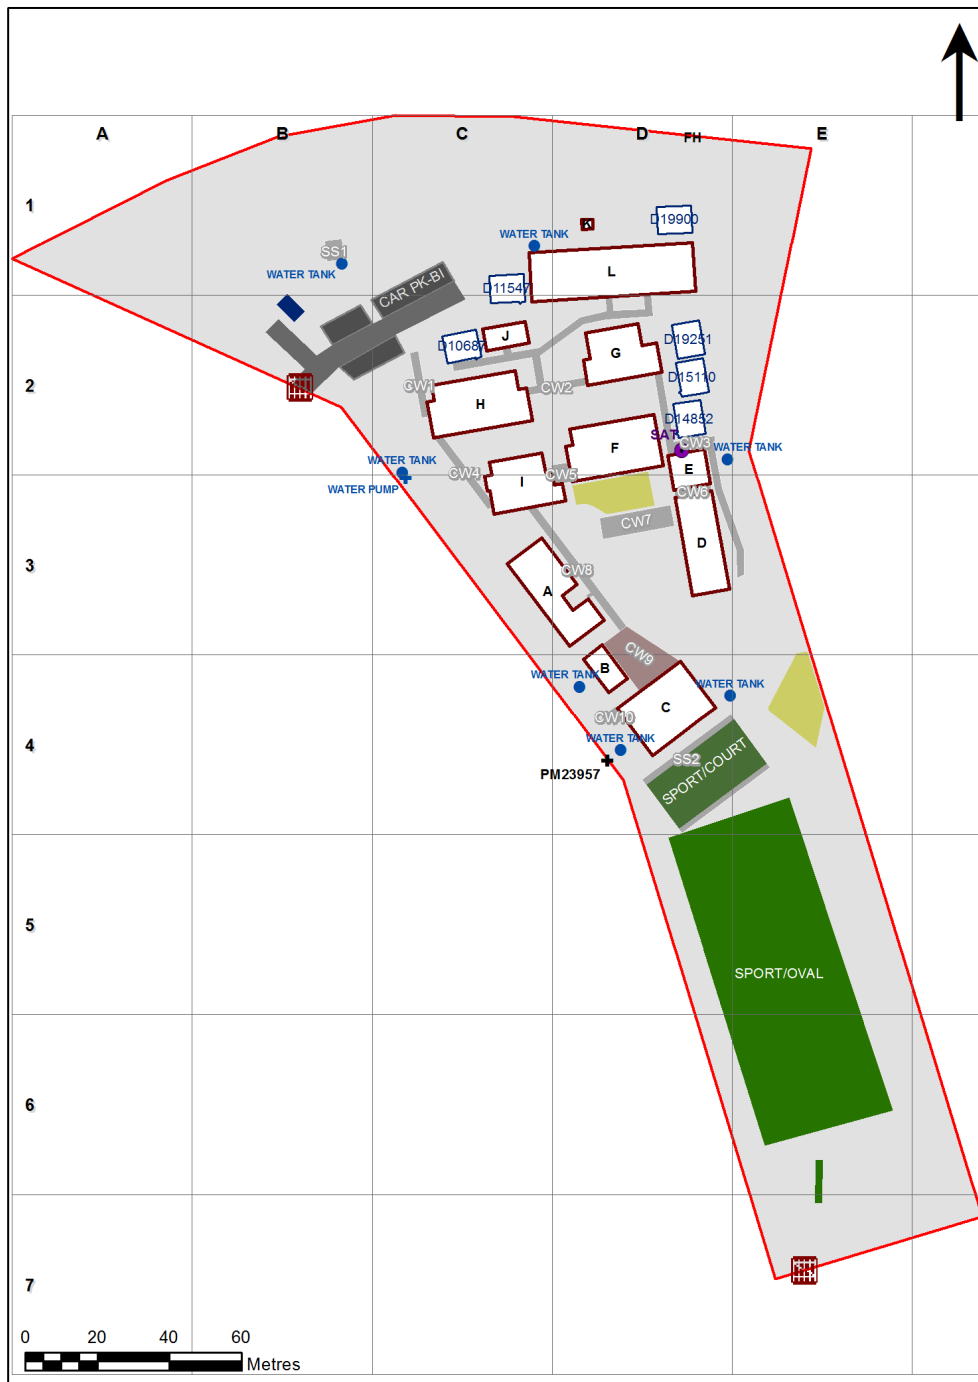 A B C D E
FH
1
D19900
K
WATER TANK
SS1
WATER TANK
L
CAR PK-BI
D11547
J
D10687
G
D19251
2
CW1
CW2
D15110
H
D14852
SAT
CW3
F
WATER TANK
WATER TANK
E
CW4
CW5
I
WATER PUMP
CW6
CW7
D
3
CW8
A
CW9
B
WATER TANK
WATER TANK
C
CW10
WATER TANK
4
SS2
SPORT/COURT
PM23957
5
SPORT/OVAL
6
7
0 20 40 60
Metres